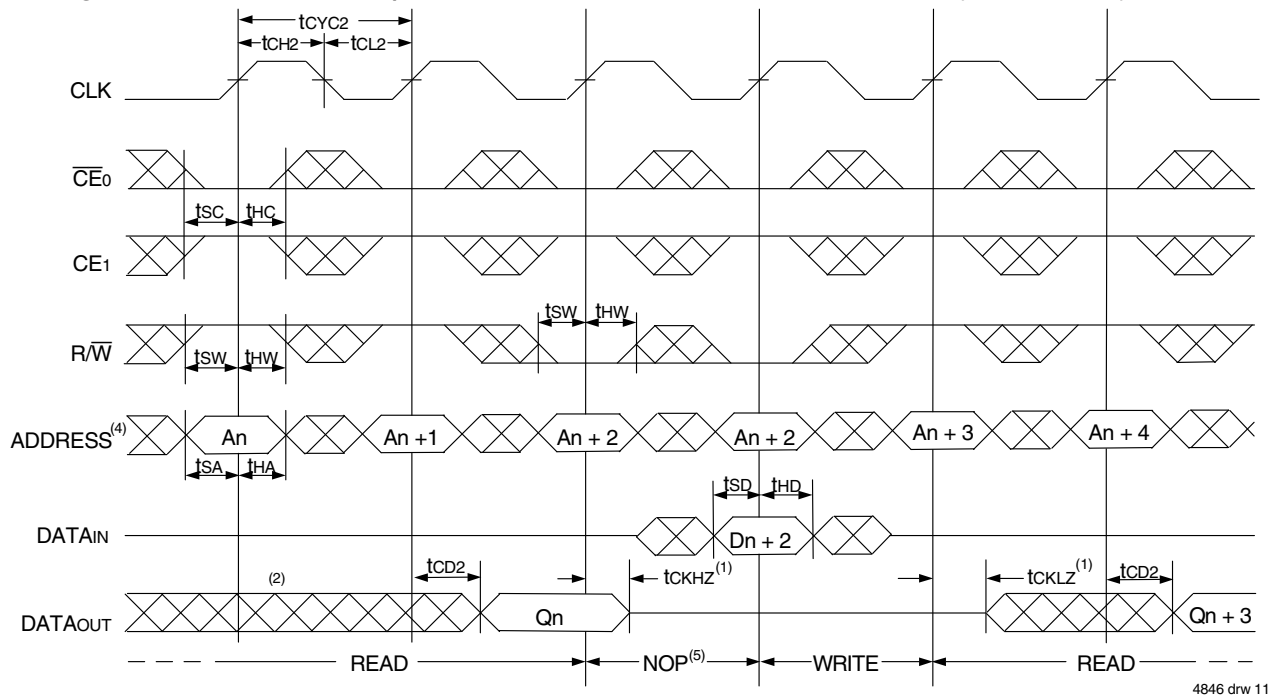 tCYC2
tCH2 tCL2
CLK
CE0
tSC tHC
CE1
tSW tHW
R/W
tSW tHW
ADDRESS(4) An An +1 An + 2 An + 2 An + 3 An + 4
tSA tHA
tSD tHD
DATAIN Dn + 2
tCD2 tCKHZ(1) tCKLZ(1) tCD2
(2)
DATAOUT Qn Qn + 3
READ NOP(5) WRITE READ
4846 drw 11